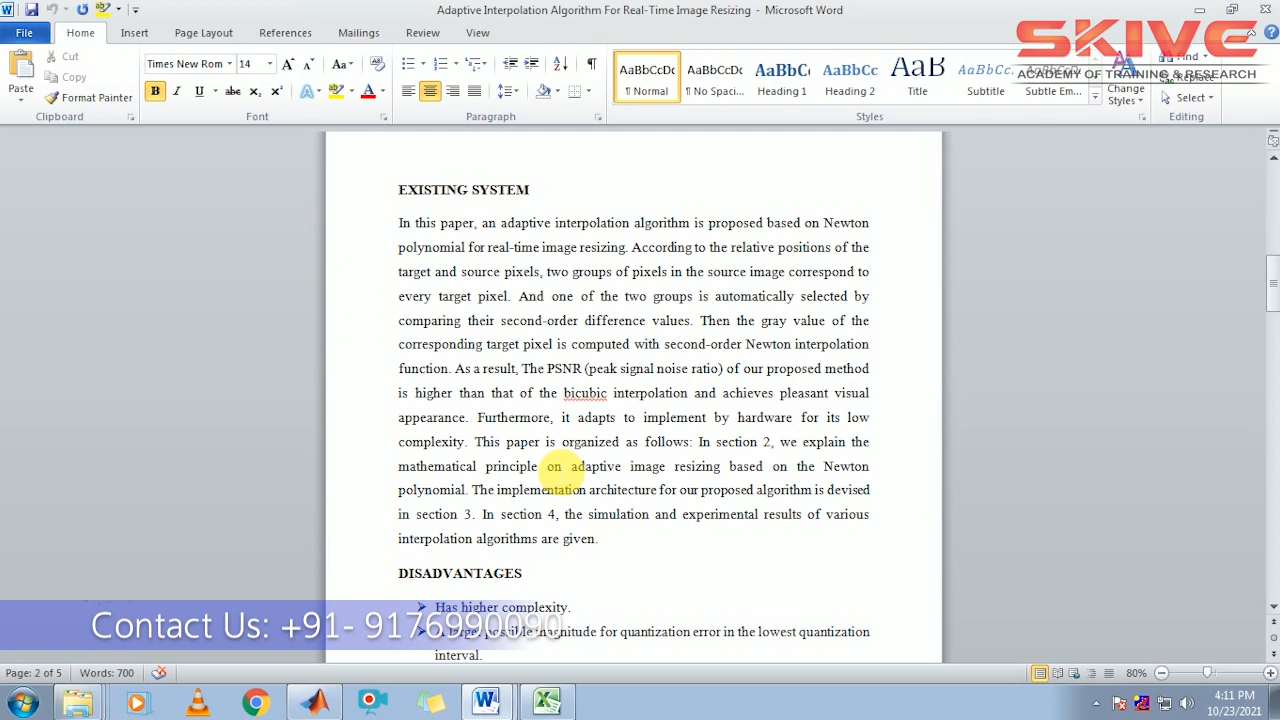 Adaptive Interpolation Algorithm For Real-Time Image Resizing - Microsoft Word
File Home Insert Page Layout References Mailings Review View
SKIVE
ACADEMY OF TRAINING & RESEARCH
Paste
Cut
Copy
Format Painter
Times New Rom 14
AaBbCcDc AaBbCcDc AaBbC AaBbCc AaB AaBbCc. AaBbCcDc
¶ Normal ¶ No Spaci... Heading 1 Heading 2 Title Subtitle Subtle Em...
Change
Styles
Find
Replace
Select
Clipboard Font Paragraph Styles Editing
EXISTING SYSTEM
In this paper, an adaptive interpolation algorithm is proposed based on Newton
polynomial for real-time image resizing. According to the relative positions of the
target and source pixels, two groups of pixels in the source image correspond to
every target pixel. And one of the two groups is automatically selected by
comparing their second-order difference values. Then the gray value of the
corresponding target pixel is computed with second-order Newton interpolation
function. As a result, The PSNR (peak signal noise ratio) of our proposed method
is higher than that of the bicubic interpolation and achieves pleasant visual
appearance. Furthermore, it adapts to implement by hardware for its low
complexity. This paper is organized as follows: In section 2, we explain the
mathematical principle on adaptive image resizing based on the Newton
polynomial. The implementation architecture for our proposed algorithm is devised
in section 3. In section 4, the simulation and experimental results of various
interpolation algorithms are given.
DISADVANTAGES
➤ Has higher complexity.
➤ A larger possible magnitude for quantization error in the lowest quantization
interval.
Contact Us: +91- 9176990090
Page: 2 of 5 Words: 700 80%
4:11 PM
10/23/2021